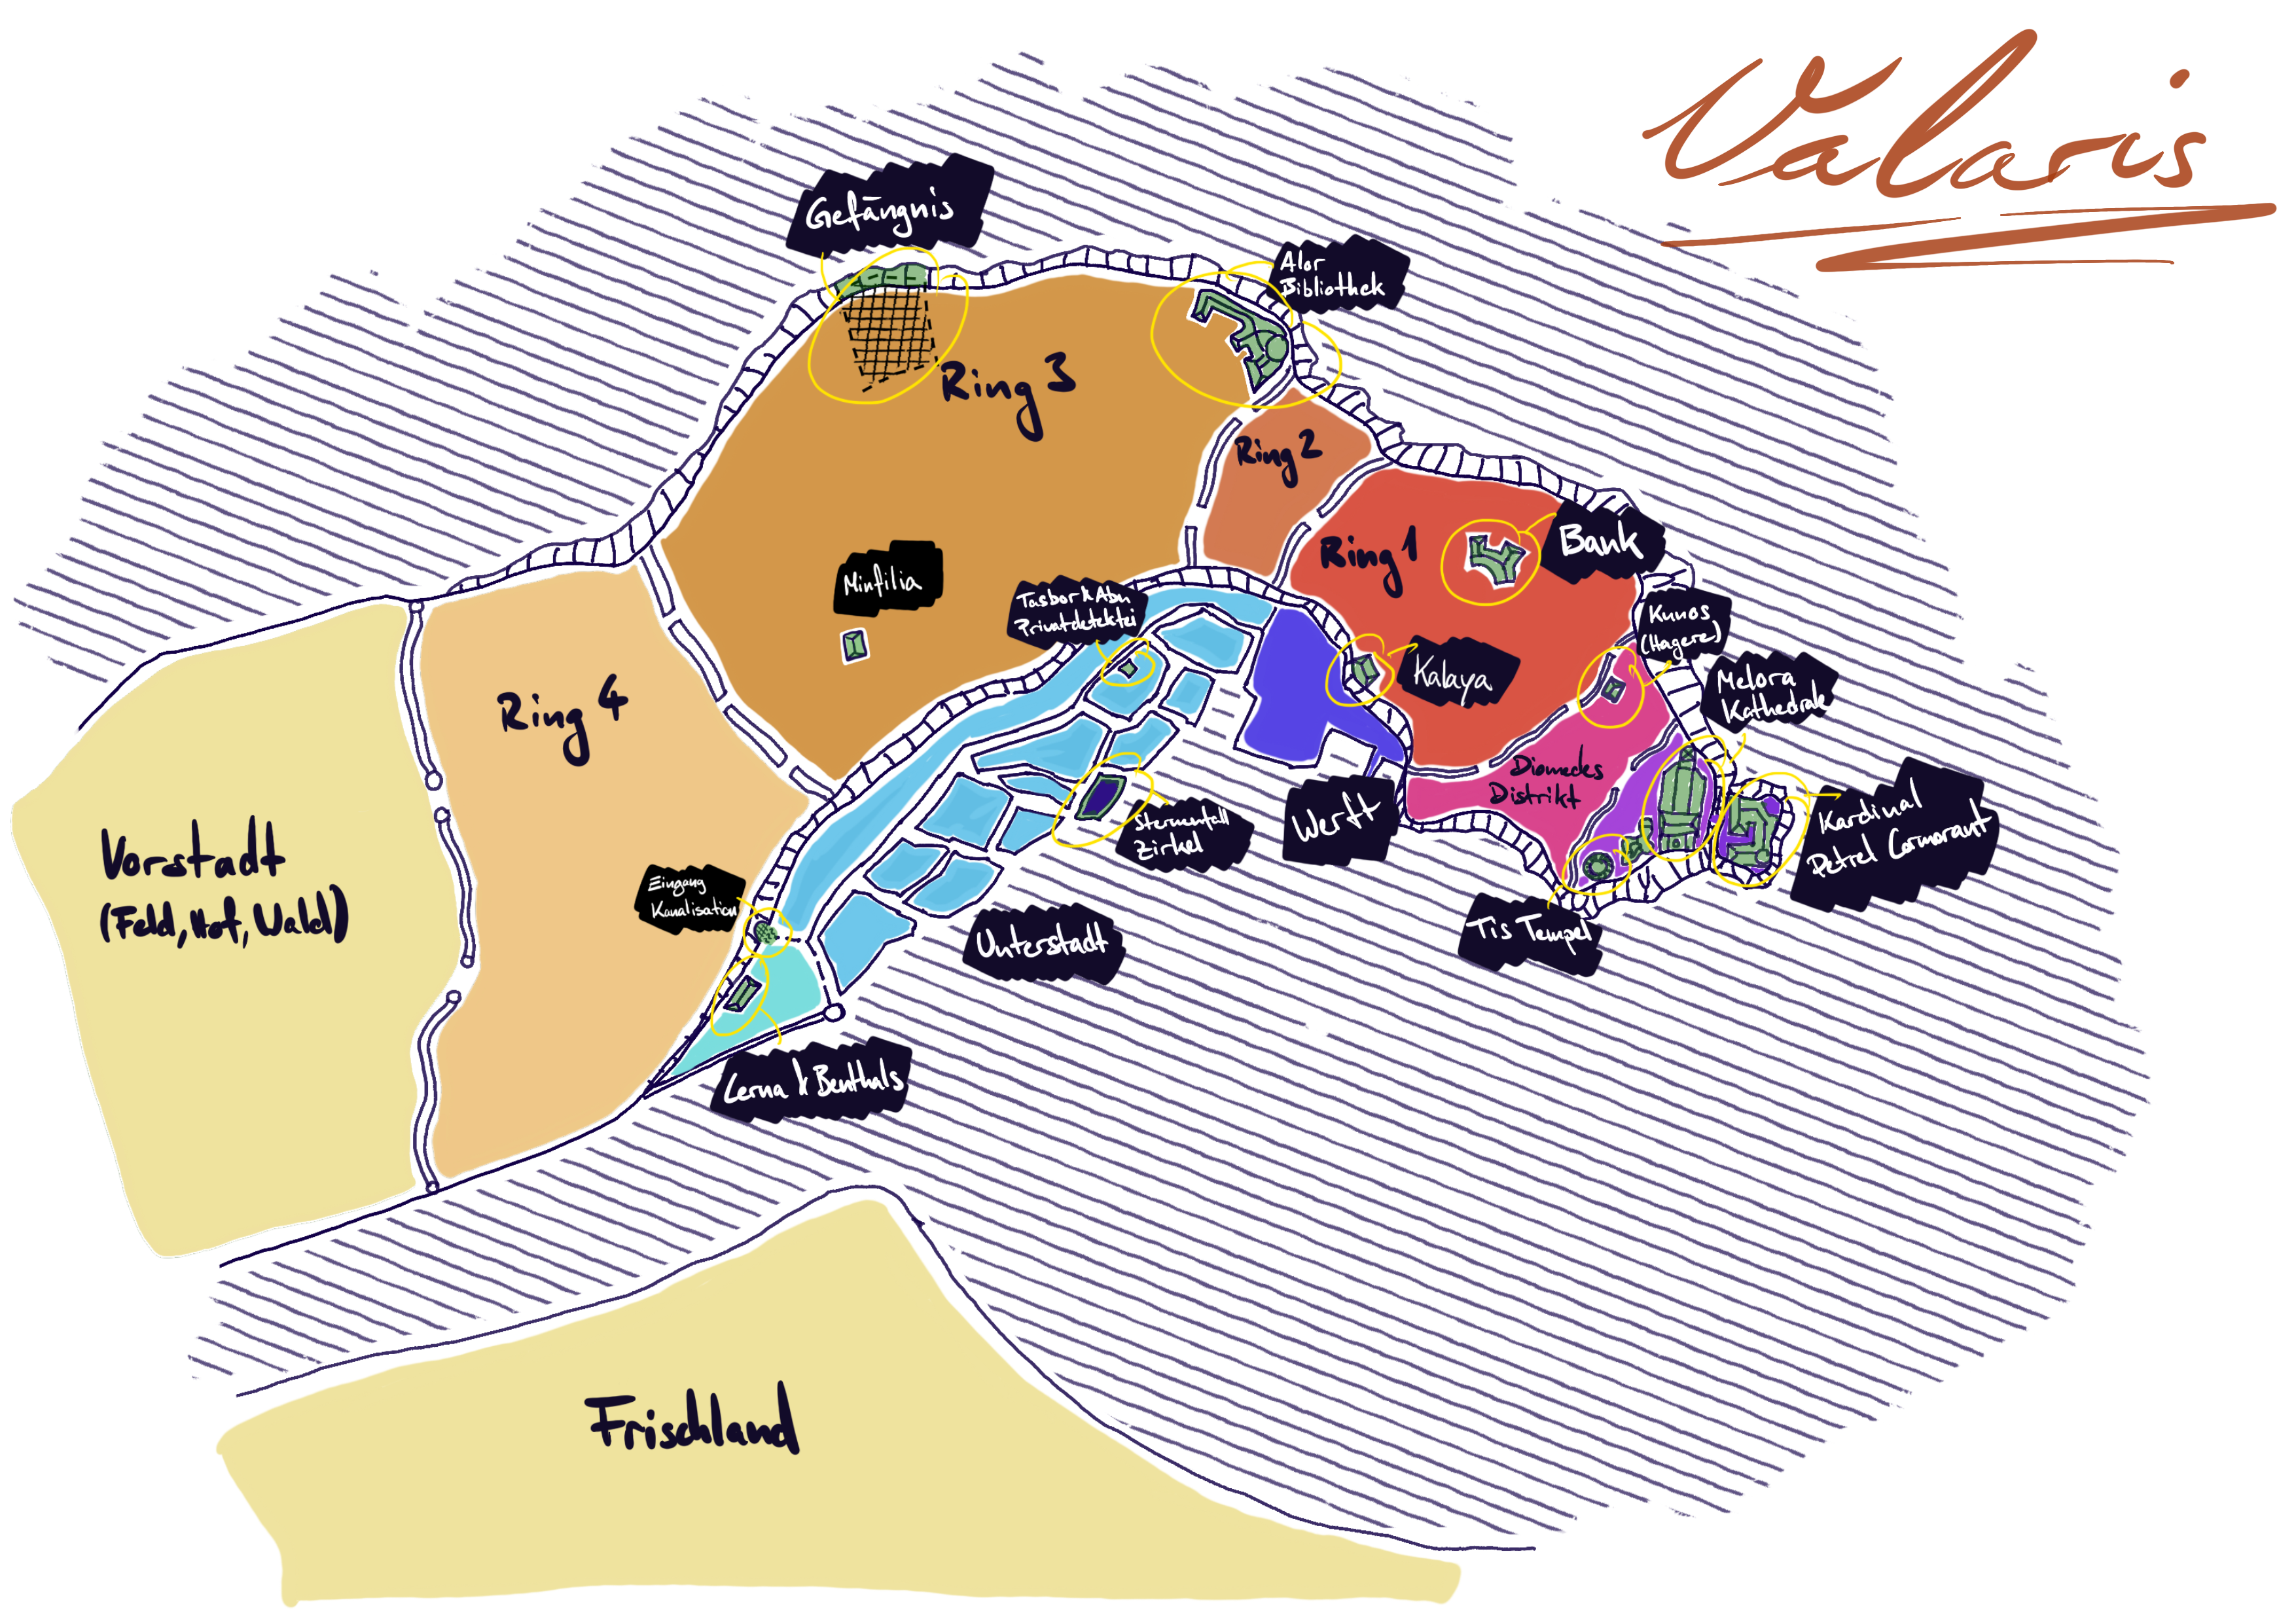 Valaris
Gefängnis
Alor
Bibliothek
Ring 3
Ring 2
Ring 1
Bank
Minfilia
Tasbor & Abu
Privatdetektei
Kunos
(Hagere)
Kalaya
Melora
Kathedrale
Ring 4
Diomedes
Distrikt
Werft
Sternenfall
Zirkel
Kardinal
Petrel Cormorant
Vorstadt
(Feld, Hof, Wald)
Eingang
Kanalisation
Unterstadt
Tis Tempel
Lerna & Benthals
Frischland